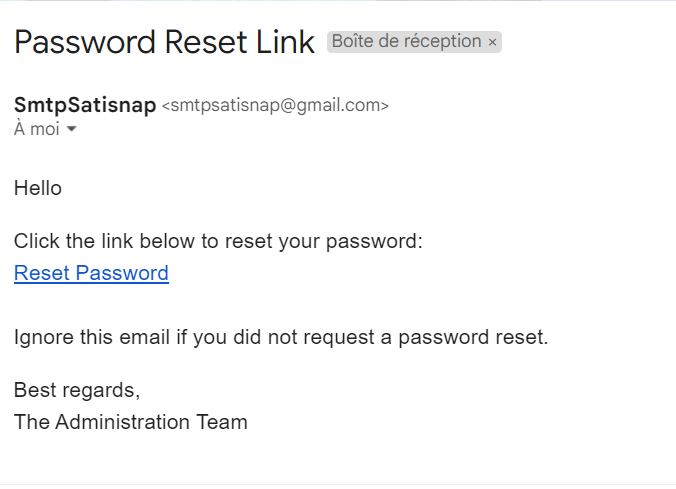 Password Reset Link Boîte de réception ×
SmtpSatisnap <smtpsatisnap@gmail.com>
À moi
Hello
Click the link below to reset your password:
Reset Password
Ignore this email if you did not request a password reset.
Best regards,
The Administration Team